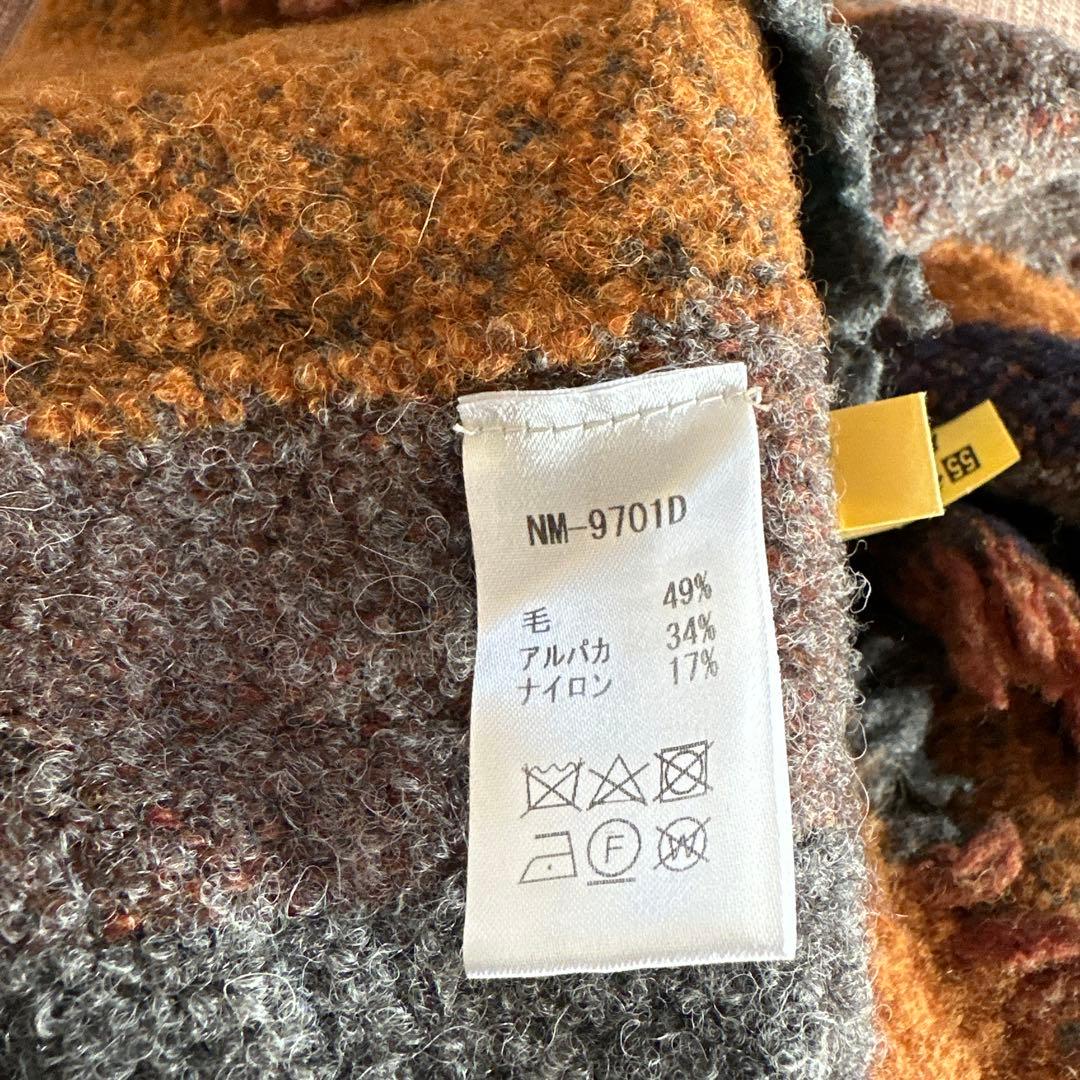 NM-9701D
毛 49%
アルパカ 34%
ナイロン 17%
F W
55